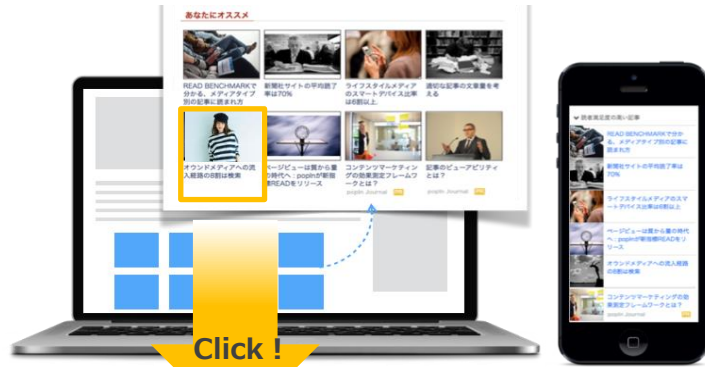 あなたにオススメ
READ BENCHMARKで
分かる、メディアタイプ
別の記事に読まれ方
新聞社サイトの平均読了
率は70%
ライフスタイルメディア
のスマートデバイス比率
は6割以上
適切な記事の文章量を考
える
オウンドメディアへの流
入経路の8割は検索
ページビューは質から量
の時代へ：popInが新指
標READをリリース
コンテンツマーケティン
グの効果測定フレームワ
ークとは？
popIn Journal
記事のビューアビリティ
とは？
popIn Journal
Click !
読者満足度の高い記事
READ BENCHMARKで分か
る、メディアタイプ別の記事に
読まれ方
新聞社サイトの平均読了率は
70%
ライフスタイルメディアのスマ
ートデバイス比率は6割以上
ページビューは質から量の時代
へ：popInが新指標READをリ
リース
オウンドメディアへの流入経路
の8割は検索
コンテンツマーケティングの効
果測定フレームワークとは？
popIn Journal